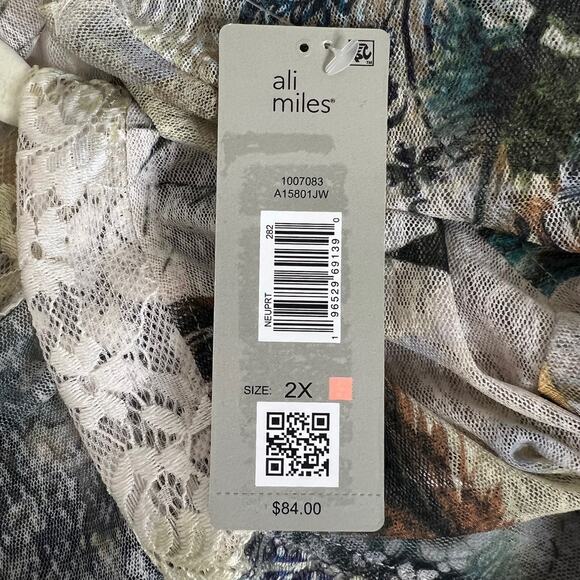 ali
miles®
1007083
A15801JW
282
NEUPRT
1 96529 69139 0
SIZE: 2X
$84.00